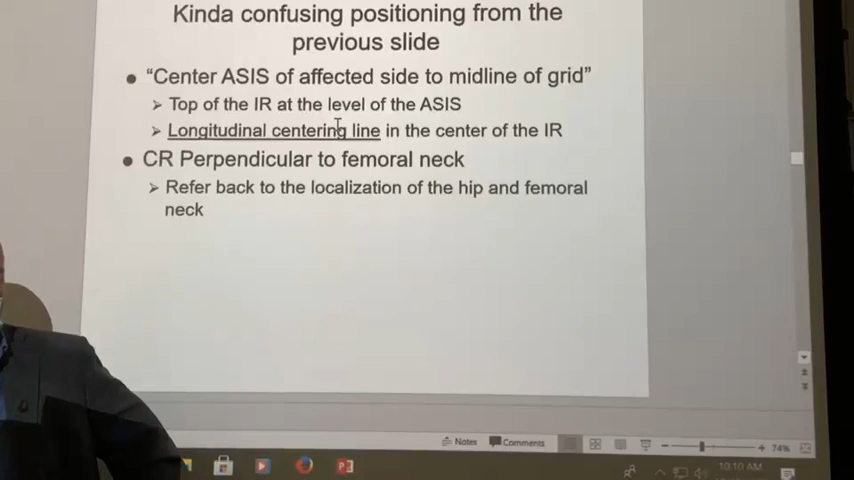 Kinda confusing positioning from the
previous slide
● “Center ASIS of affected side to midline of grid”
➢ Top of the IR at the level of the ASIS
➢ Longitudinal centering line in the center of the IR
● CR Perpendicular to femoral neck
➢ Refer back to the localization of the hip and femoral
neck
Notes Comments 74%
10:10 AM